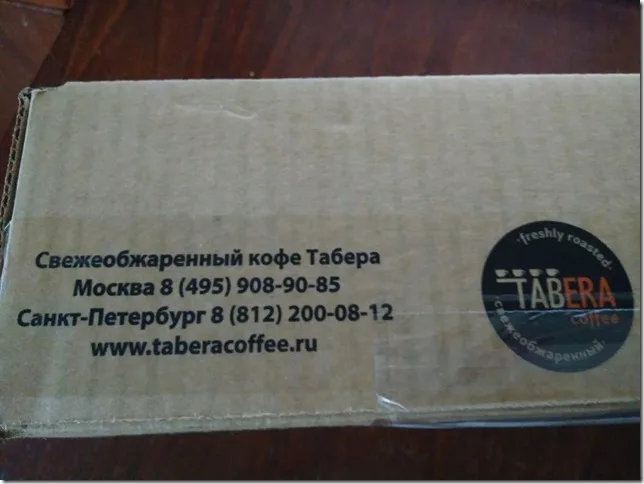 Свежеобжаренный кофе Табера
Москва 8 (495) 908-90-85
Санкт-Петербург 8 (812) 200-08-12
www.taberacoffee.ru
·freshly roasted·
TABERA
coffee
свежеобжаренный·